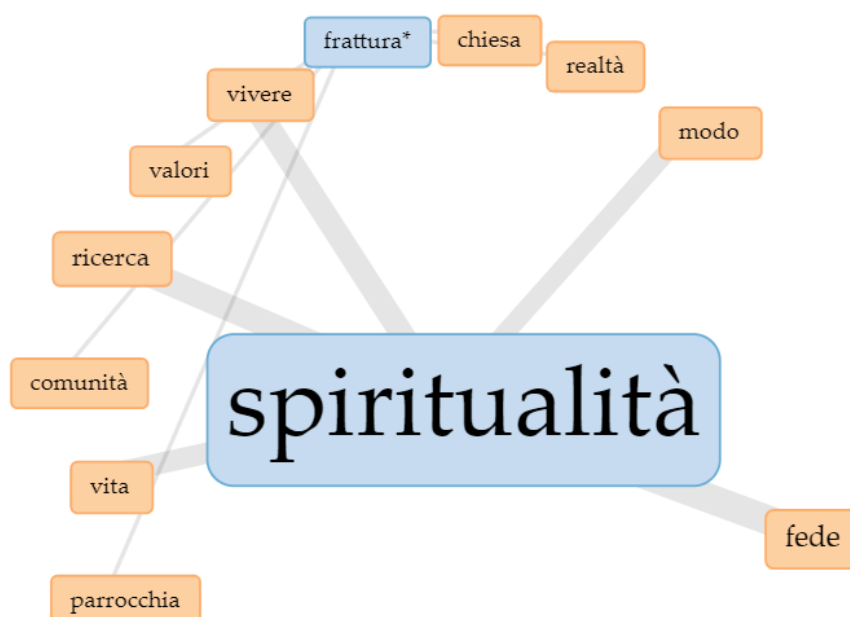 frattura*
chiesa
realtà
vivere
modo
valori
ricerca
comunità
spiritualità
vita
fede
parrocchia